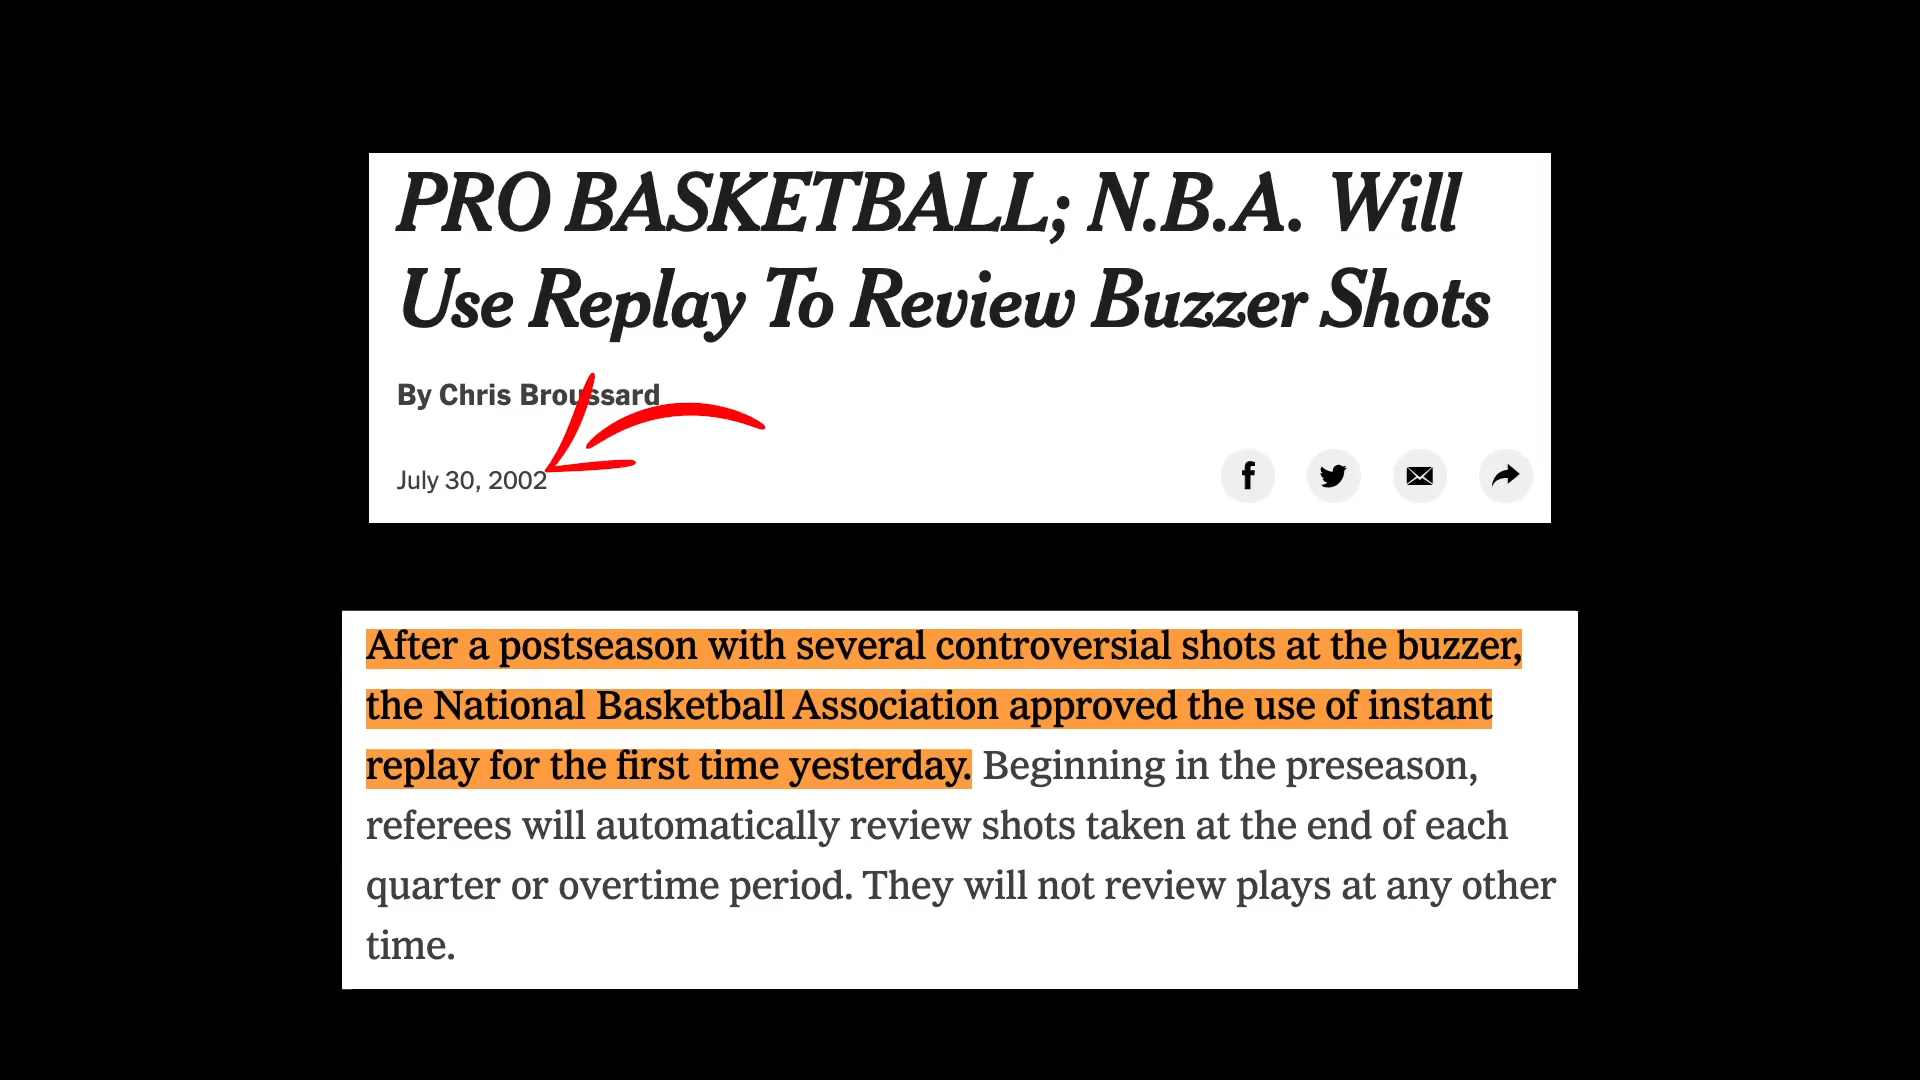 PRO BASKETBALL; N.B.A. Will
Use Replay To Review Buzzer Shots
By Chris Broussard
July 30, 2002
After a postseason with several controversial shots at the buzzer,
the National Basketball Association approved the use of instant
replay for the first time yesterday. Beginning in the preseason,
referees will automatically review shots taken at the end of each
quarter or overtime period. They will not review plays at any other
time.